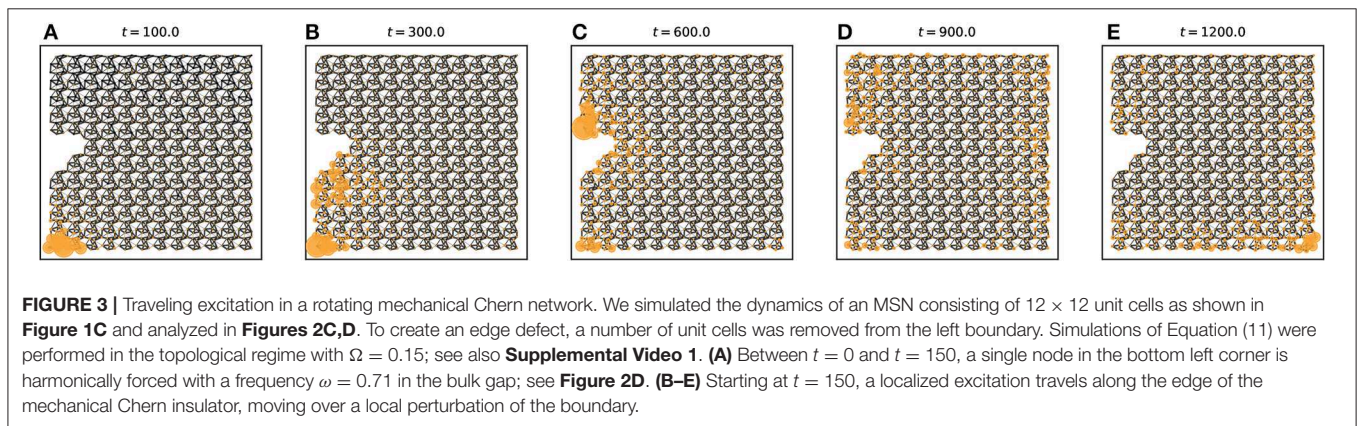 A
t = 100.0
B
t = 300.0
C
t = 600.0
D
t = 900.0
E
t = 1200.0
FIGURE 3 | Traveling excitation in a rotating mechanical Chern network. We simulated the dynamics of an MSN consisting of 12 × 12 unit cells as shown in
Figure 1C and analyzed in Figures 2C,D. To create an edge defect, a number of unit cells was removed from the left boundary. Simulations of Equation (11) were
performed in the topological regime with Ω = 0.15; see also Supplemental Video 1. (A) Between t = 0 and t = 150, a single node in the bottom left corner is
harmonically forced with a frequency ω = 0.71 in the bulk gap; see Figure 2D. (B–E) Starting at t = 150, a localized excitation travels along the edge of the
mechanical Chern insulator, moving over a local perturbation of the boundary.